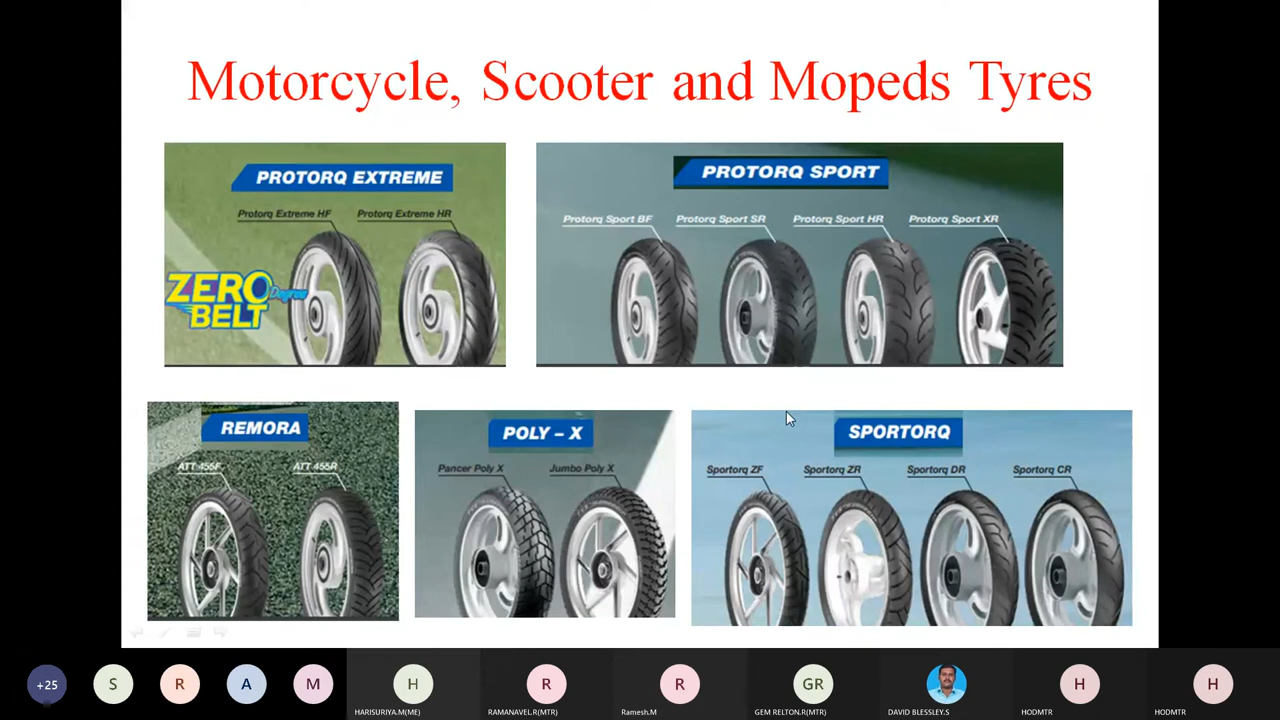 Motorcycle, Scooter and Mopeds Tyres
PROTORQ EXTREME
Protorq Extreme HF
Protorq Extreme HR
ZERO
Degree
BELT
PROTORQ SPORT
Protorq Sport BF
Protorq Sport SR
Protorq Sport HR
Protorq Sport XR
REMORA
ATT 455F
ATT 455R
POLY – X
Pancer Poly X
Jumbo Poly X
SPORTORQ
Sportorq ZF
Sportorq ZR
Sportorq DR
Sportorq CR
+25
S
R
A
M
H
R
R
GR
H
H
HARISURIYA.M(ME)
RAMANAVEL.R(MTR)
Ramesh.M
GEM RELTON.R(MTR)
DAVID BLESSLEY.S
HODMTR
HODMTR